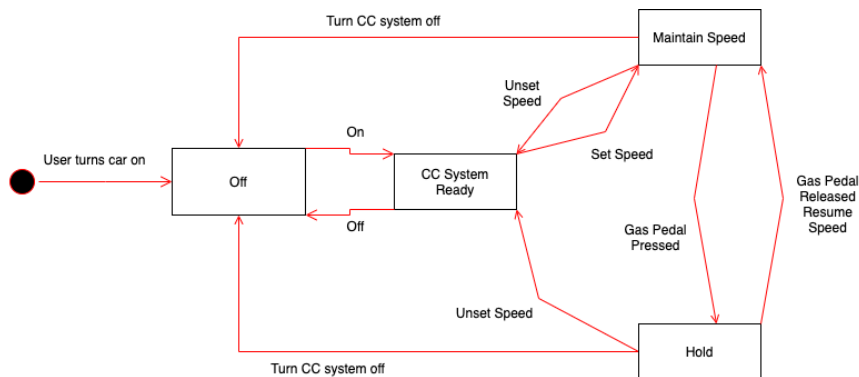 Turn CC system off
Maintain Speed
Unset
Speed
On
Set Speed
User turns car on
Off
CC System
Ready
Gas Pedal
Released
Resume
Speed
Off
Gas Pedal
Pressed
Unset Speed
Hold
Turn CC system off